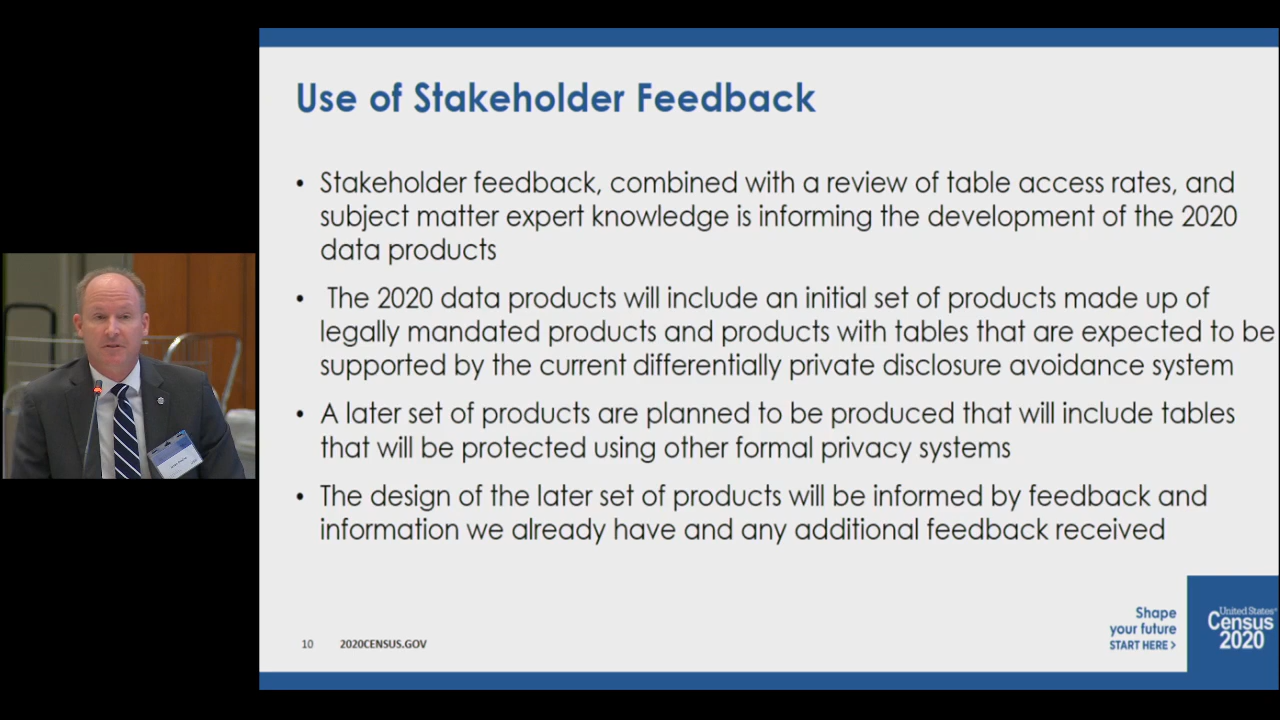 Use of Stakeholder Feedback
• Stakeholder feedback, combined with a review of table access rates, and
subject matter expert knowledge is informing the development of the 2020
data products
• The 2020 data products will include an initial set of products made up of
legally mandated products and products with tables that are expected to be
supported by the current differentially private disclosure avoidance system
• A later set of products are planned to be produced that will include tables
that will be protected using other formal privacy systems
• The design of the later set of products will be informed by feedback and
information we already have and any additional feedback received
10
2020CENSUS.GOV
Shape
your future
START HERE >
United States®
Census
2020